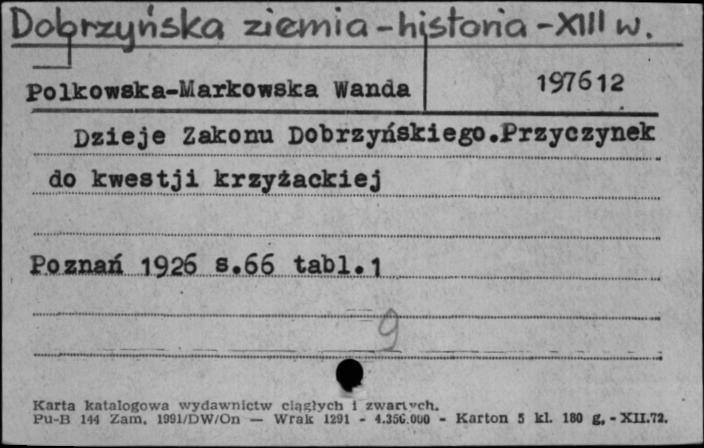 Dobrzyńska ziemia - historia - XIII w.
Polkowska-Markowska Wanda
197612
Dzieje Zakonu Dobrzyńskiego.Przyczynek
do kwestji krzyżackiej
Poznań 1926 s.66 tabl.1
9
Karta katalogowa wydawnictw ciągłych i zwartych.
Pu-B 144 Zam. 1991/DW/On — Wrak 1291 - 4.356.000 - Karton 5 kl. 180 g. - XII.72.